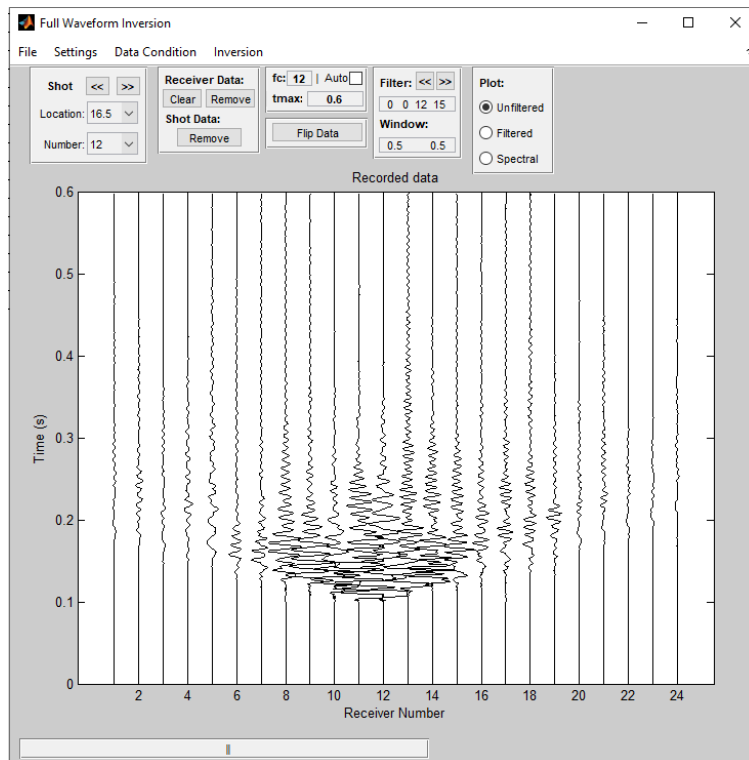 Full Waveform Inversion
File Settings Data Condition Inversion
Shot << >>
Location: 16.5
Number: 12
Receiver Data:
Clear Remove
Shot Data:
Remove
fc: 12 | Auto
tmax: 0.6
Flip Data
Filter: << >>
0 0 12 15
Window:
0.5 0.5
Plot:
Unfiltered
Filtered
Spectral
Recorded data
0.6
0.5
0.4
0.3
0.2
0.1
0
Time (s)
2 4 6 8 10 12 14 16 18 20 22 24
Receiver Number